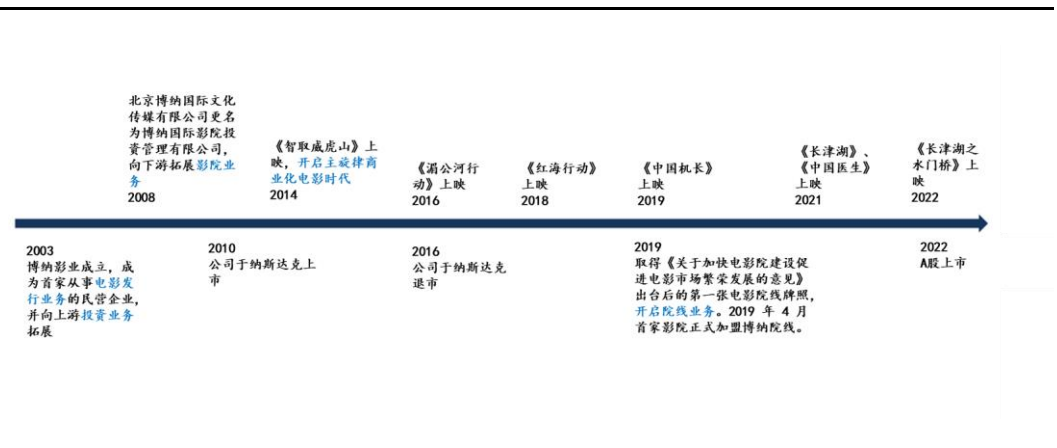 北京博纳国际文化
传媒有限公司更名
为博纳国际影院投
资管理有限公司，
向下游拓展影院业
务
2008
《智取威虎山》上
映，开启主旋律商
业化电影时代
2014
《湄公河行
动》上映
2016
《红海行动》
上映
2018
《中国机长》
上映
2019
《长津湖》、
《中国医生》
上映
2021
《长津湖之
水门桥》上
映
2022
2003
博纳影业成立，成
为首家从事电影发
行业务的民营企业，
并向上游投资业务
拓展
2010
公司于纳斯达克上
市
2016
公司于纳斯达克
退市
2019
取得《关于加快电影院建设促
进电影市场繁荣发展的意见》
出台后的第一张电影院线牌照，
开启院线业务。2019 年 4 月
首家影院正式加盟博纳院线。
2022
A股上市